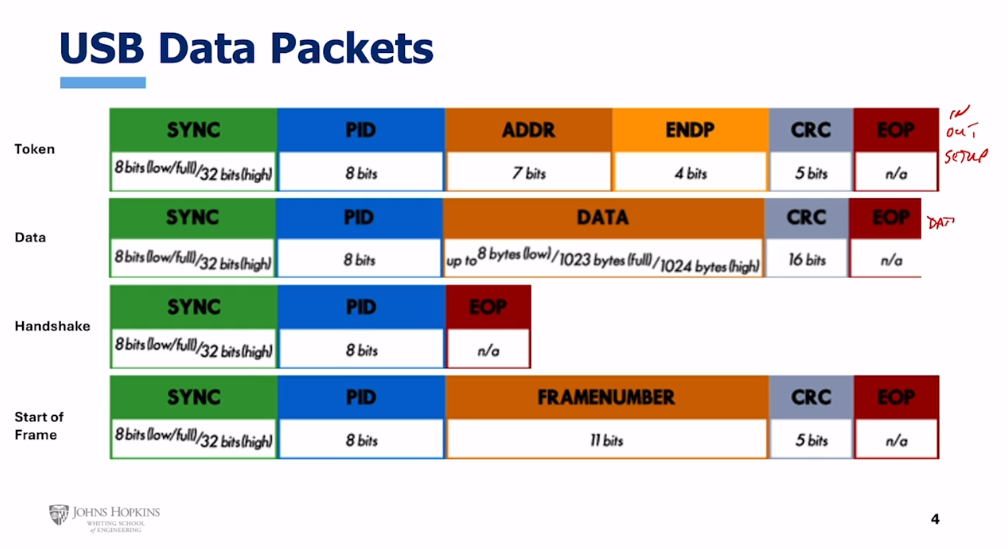 USB Data Packets
Token
SYNC PID ADDR ENDP CRC EOP
8 bits (low/full)/32 bits (high) 8 bits 7 bits 4 bits 5 bits n/a
IN
OUT
SETUP
Data
SYNC PID DATA CRC EOP
8 bits (low/full)/32 bits (high) 8 bits up to 8 bytes (low)/1023 bytes (full)/1024 bytes (high) 16 bits n/a
DAT
Handshake
SYNC PID EOP
8 bits (low/full)/32 bits (high) 8 bits n/a
Start of
Frame
SYNC PID FRAMENUMBER CRC EOP
8 bits (low/full)/32 bits (high) 8 bits 11 bits 5 bits n/a
JOHNS HOPKINS
WHITING SCHOOL
of ENGINEERING
4